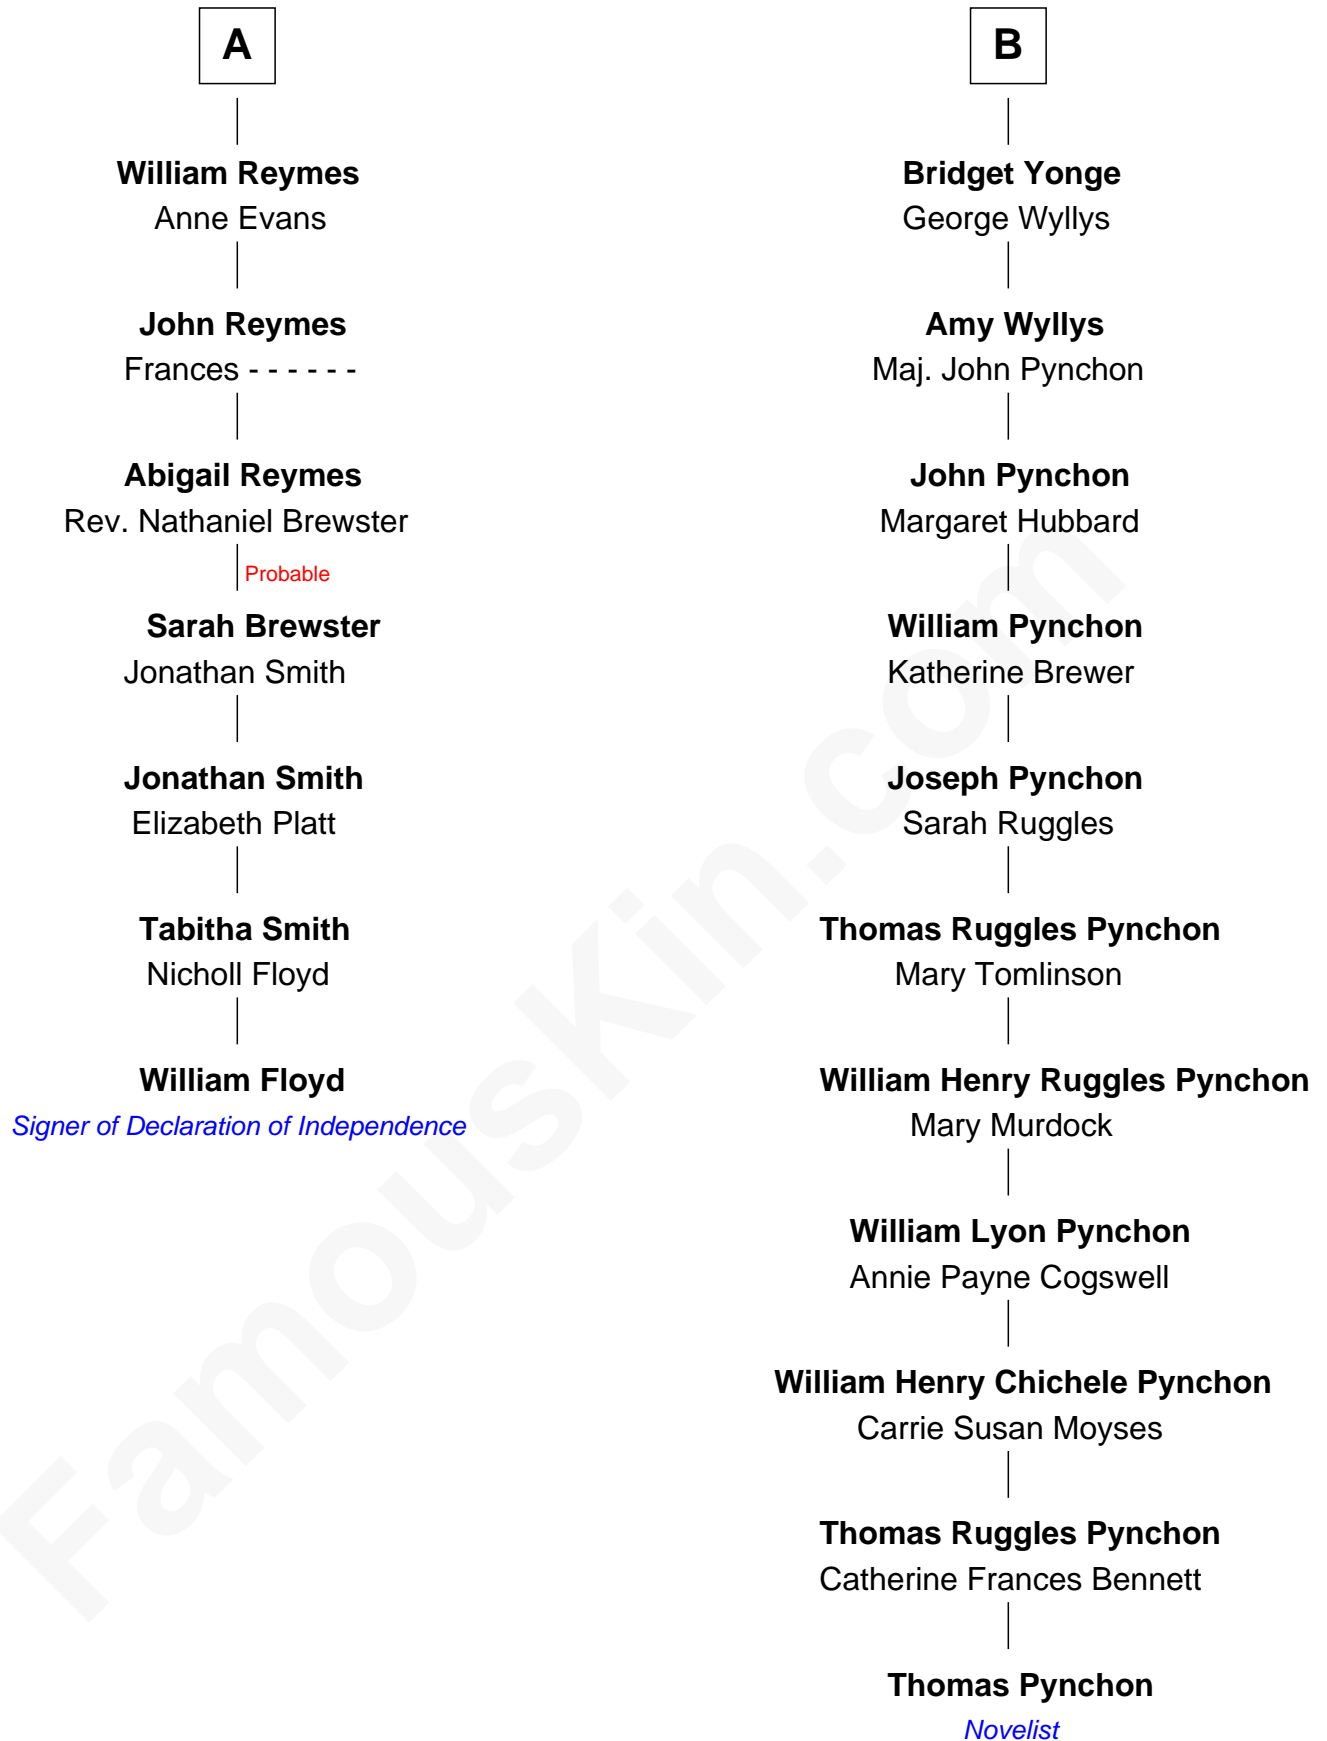 A
William Reymes
Anne Evans
John Reymes
Frances - - - - - -
Abigail Reymes
Rev. Nathaniel Brewster
Probable
Sarah Brewster
Jonathan Smith
Jonathan Smith
Elizabeth Platt
Tabitha Smith
Nicholl Floyd
William Floyd
Signer of Declaration of Independence
B
Bridget Yonge
George Wyllys
Amy Wyllys
Maj. John Pynchon
John Pynchon
Margaret Hubbard
William Pynchon
Katherine Brewer
Joseph Pynchon
Sarah Ruggles
Thomas Ruggles Pynchon
Mary Tomlinson
William Henry Ruggles Pynchon
Mary Murdock
William Lyon Pynchon
Annie Payne Cogswell
William Henry Chichele Pynchon
Carrie Susan Moyses
Thomas Ruggles Pynchon
Catherine Frances Bennett
Thomas Pynchon
Novelist
FamousKin.com